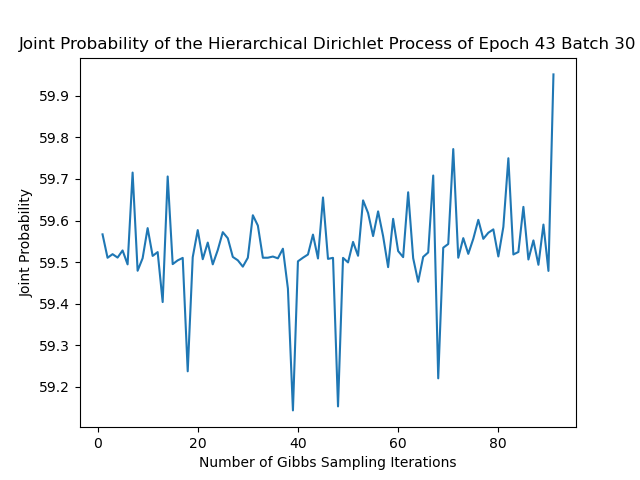 Joint Probability of the Hierarchical Dirichlet Process of Epoch 43 Batch 30
59.9
59.8
59.7
59.6
59.5
59.4
59.3
59.2
Joint Probability
0 20 40 60 80
Number of Gibbs Sampling Iterations